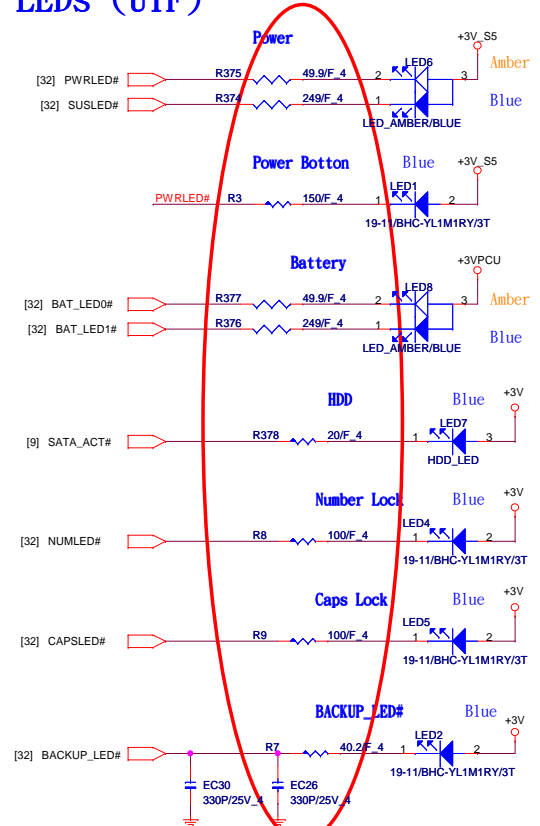 LEDS (UIF)
Power
+3V_S5
[32] PWRLED# R375 49.9/F_4 2 LED6 3 Amber
[32] SUSLED# R374 249/F_4 1 Blue
LED_AMBER/BLUE
Power Botton Blue +3V_S5
PWRLED# R3 150/F_4 1 LED1 2
19-11/BHC-YL1M1RY/3T
Battery +3VPCU
[32] BAT_LED0# R377 49.9/F_4 2 LED8 3 Amber
[32] BAT_LED1# R376 249/F_4 1 Blue
LED_AMBER/BLUE
HDD Blue +3V
[9] SATA_ACT# R378 20/F_4 1 LED7 3
HDD_LED
Number Lock Blue +3V
[32] NUMLED# R8 100/F_4 LED4 1 2
19-11/BHC-YL1M1RY/3T
Caps Lock Blue +3V
[32] CAPSLED# R9 100/F_4 LED5 1 2
19-11/BHC-YL1M1RY/3T
BACKUP_LED# Blue +3V
[32] BACKUP_LED# R7 40.2/F_4 1 LED2 2
19-11/BHC-YL1M1RY/3T
EC30 EC26
330P/25V_4 330P/25V_4